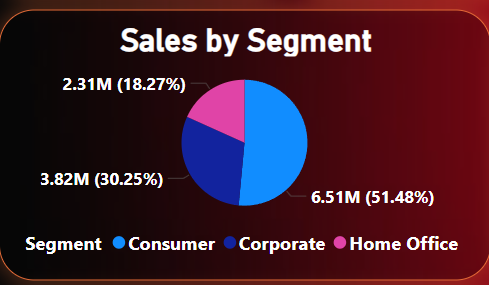 Sales by Segment
2.31M (18.27%)
3.82M (30.25%)
6.51M (51.48%)
Segment Consumer Corporate Home Office